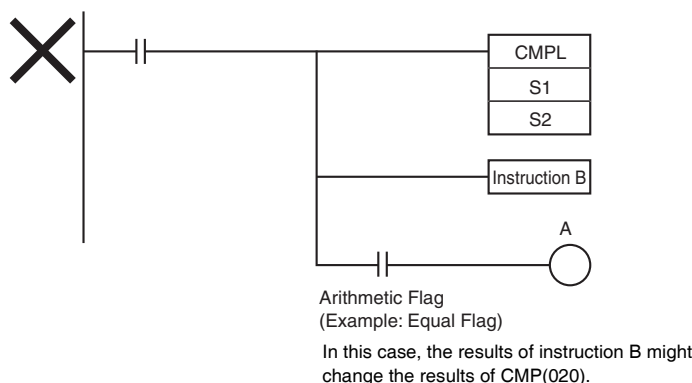 CMPL
S1
S2
Instruction B
A
Arithmetic Flag
(Example: Equal Flag)
In this case, the results of instruction B might
change the results of CMP(020).